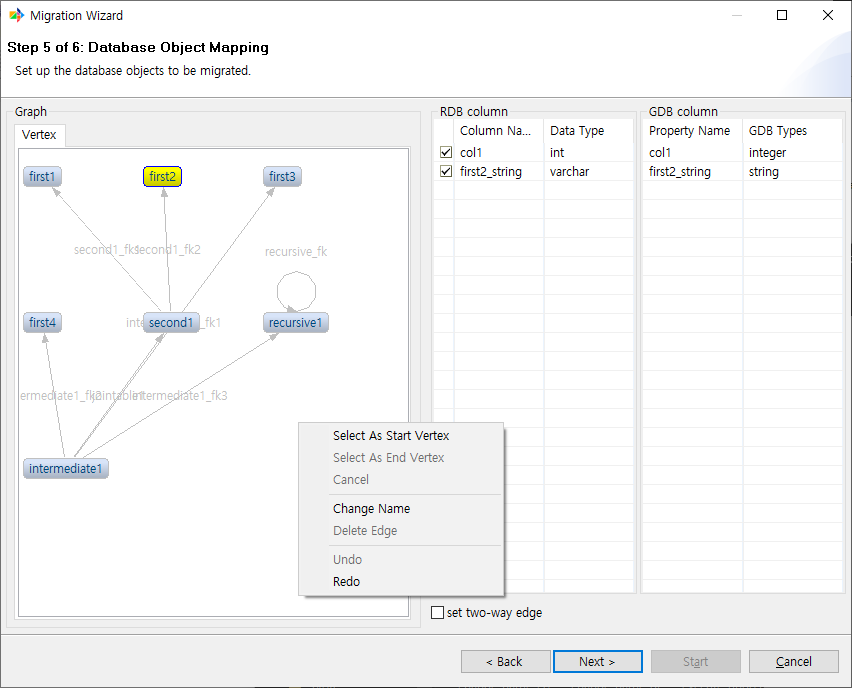 Migration Wizard
Step 5 of 6: Database Object Mapping
Set up the database objects to be migrated.
Graph
Vertex
first1
first2
first3
second1_fk
second1_fk2
recursive_fk
first4
second1
_fk1
recursive1
ermediate1_fk2
intermediate1_fk3
intermediate1
Select As Start Vertex
Select As End Vertex
Cancel
Change Name
Delete Edge
Undo
Redo
RDB column
Column Na... Data Type
col1 int
first2_string varchar
GDB column
Property Name GDB Types
col1 integer
first2_string string
set two-way edge
< Back Next > Start Cancel